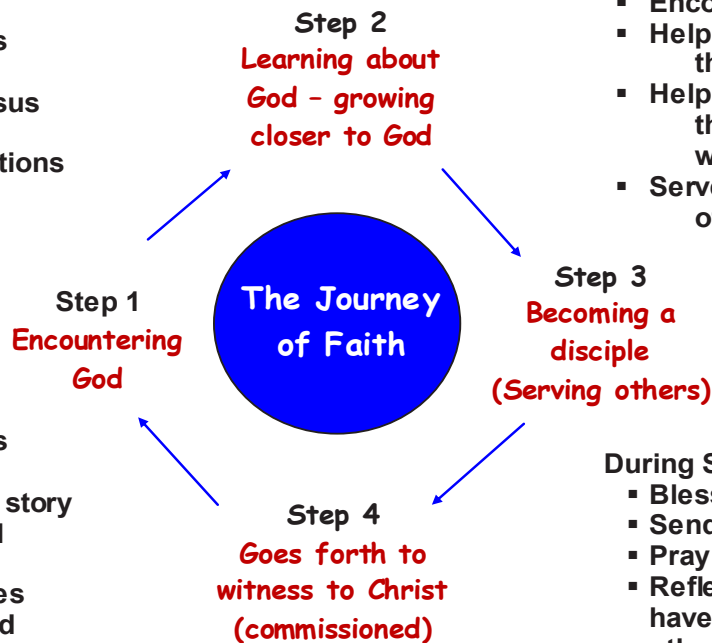 Step 2
Learning about
God – growing
closer to God
s
sus
tions
▪ Enco
▪ Help
th
▪ Help
th
w
▪ Serv
o
Step 1
Encountering
God
The Journey
of Faith
Step 3
Becoming a
disciple
(Serving others)
s
story
d
es
d
Step 4
Goes forth to
witness to Christ
(commissioned)
During S
▪ Bless
▪ Send
▪ Pray
▪ Refle
have